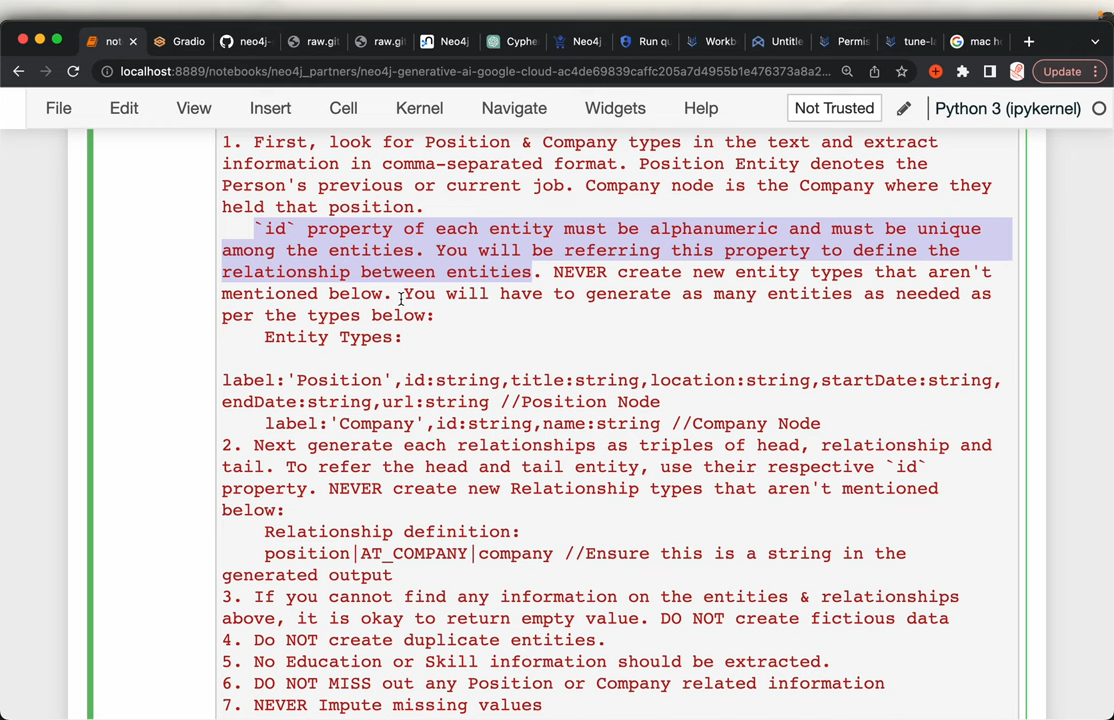 not
Gradio
neo4j-
raw.git
raw.git
Neo4j
Cyphe
Neo4j
Run qu
Workb
Untitle
Permis
tune-l
mac h
localhost:8889/notebooks/neo4j_partners/neo4j-generative-ai-google-cloud-ac4de69839caffc205a7d4955b1e476373a8a2...
Update
File Edit View Insert Cell Kernel Navigate Widgets Help
Not Trusted
Python 3 (ipykernel)
1. First, look for Position & Company types in the text and extract
information in comma-separated format. Position Entity denotes the
Person's previous or current job. Company node is the Company where they
held that position.
`id` property of each entity must be alphanumeric and must be unique
among the entities. You will be referring this property to define the
relationship between entities. NEVER create new entity types that aren't
mentioned below. You will have to generate as many entities as needed as
per the types below:
Entity Types:
label:'Position',id:string,title:string,location:string,startDate:string,
endDate:string,url:string //Position Node
label:'Company',id:string,name:string //Company Node
2. Next generate each relationships as triples of head, relationship and
tail. To refer the head and tail entity, use their respective `id`
property. NEVER create new Relationship types that aren't mentioned
below:
Relationship definition:
position|AT_COMPANY|company //Ensure this is a string in the
generated output
3. If you cannot find any information on the entities & relationships
above, it is okay to return empty value. DO NOT create fictious data
4. Do NOT create duplicate entities.
5. No Education or Skill information should be extracted.
6. DO NOT MISS out any Position or Company related information
7. NEVER Impute missing values